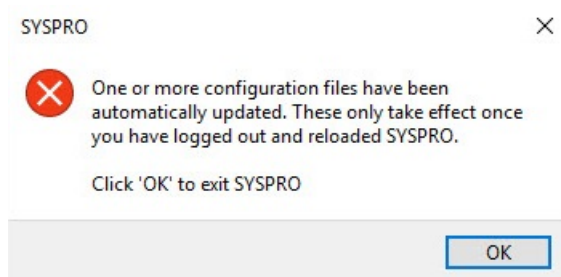 SYSPRO
One or more configuration files have been
automatically updated. These only take effect once
you have logged out and reloaded SYSPRO.
Click 'OK' to exit SYSPRO
OK